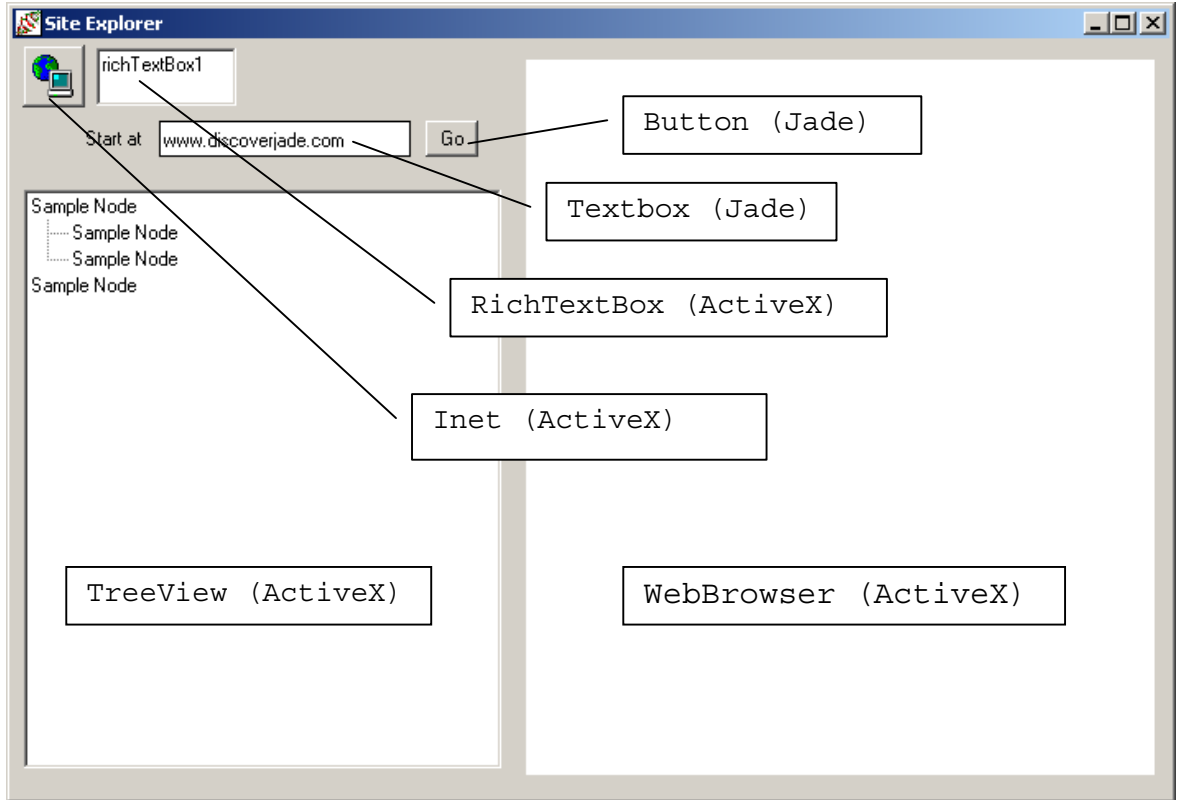 Site Explorer
richTextBox1
Start at www.discoverjade.com Go
Button (Jade)
Textbox (Jade)
Sample Node
Sample Node
Sample Node
Sample Node
RichTextBox (ActiveX)
Inet (ActiveX)
TreeView (ActiveX)
WebBrowser (ActiveX)